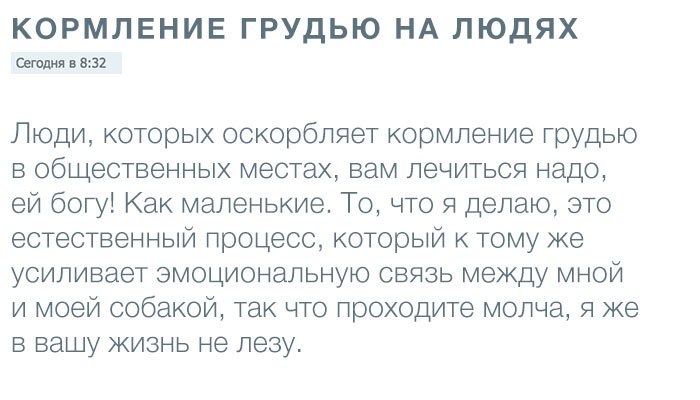 КОРМЛЕНИЕ ГРУДЬЮ НА ЛЮДЯХ
Сегодня в 8:32
Люди, которых оскорбляет кормление грудью
в общественных местах, вам лечиться надо,
ей богу! Как маленькие. То, что я делаю, это
естественный процесс, который к тому же
усиливает эмоциональную связь между мной
и моей собакой, так что проходите молча, я же
в вашу жизнь не лезу.